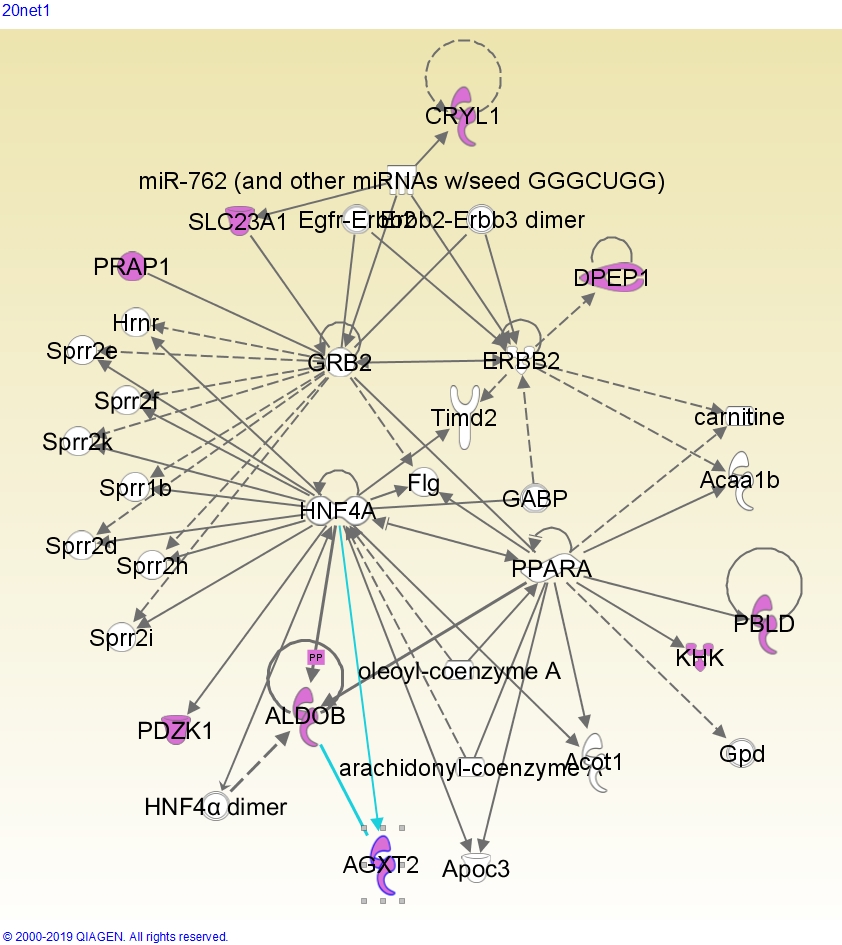 20net1
CRYL1
miR-762 (and other miRNAs w/seed GGGCUGG)
SLC23A1
Egfr-Erbb2
Erbb2-Erbb3 dimer
PRAP1
DPEP1
Hrnr
Sprr2e
GRB2
ERBB2
Sprr2f
Timd2
carnitine
Sprr2k
Sprr1b
Flg
Acaa1b
GABP
HNF4A
Sprr2d
Sprr2h
PPARA
Sprr2i
PBLD
PP
KHK
oleoyl-coenzyme A
ALDOB
PDZK1
Gpd
arachidonyl-coenzyme
Acot1
HNF4α dimer
AGXT2
Apoc3
© 2000-2019 QIAGEN. All rights reserved.